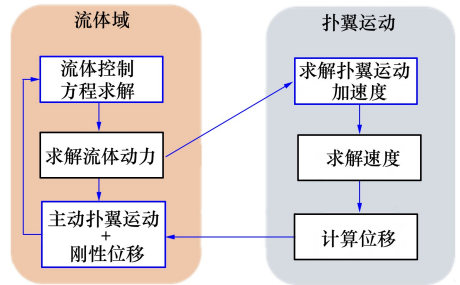 流体域
流体控制
方程求解
求解流体动力
主动扑翼运动
+
刚性位移
扑翼运动
求解扑翼运动
加速度
求解速度
计算位移